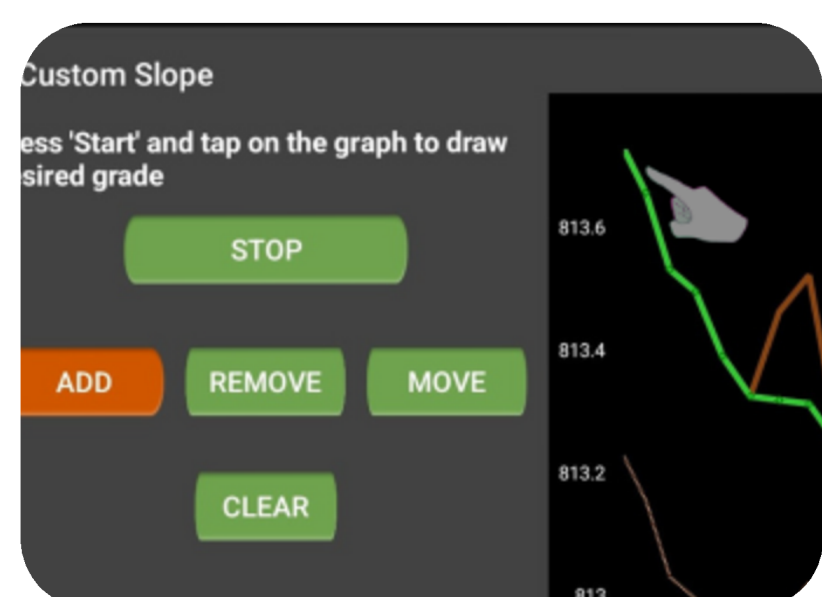 Custom Slope
ess 'Start' and tap on the graph to draw
sired grade
STOP
813.6
813.4
ADD
REMOVE
MOVE
813.2
CLEAR
813